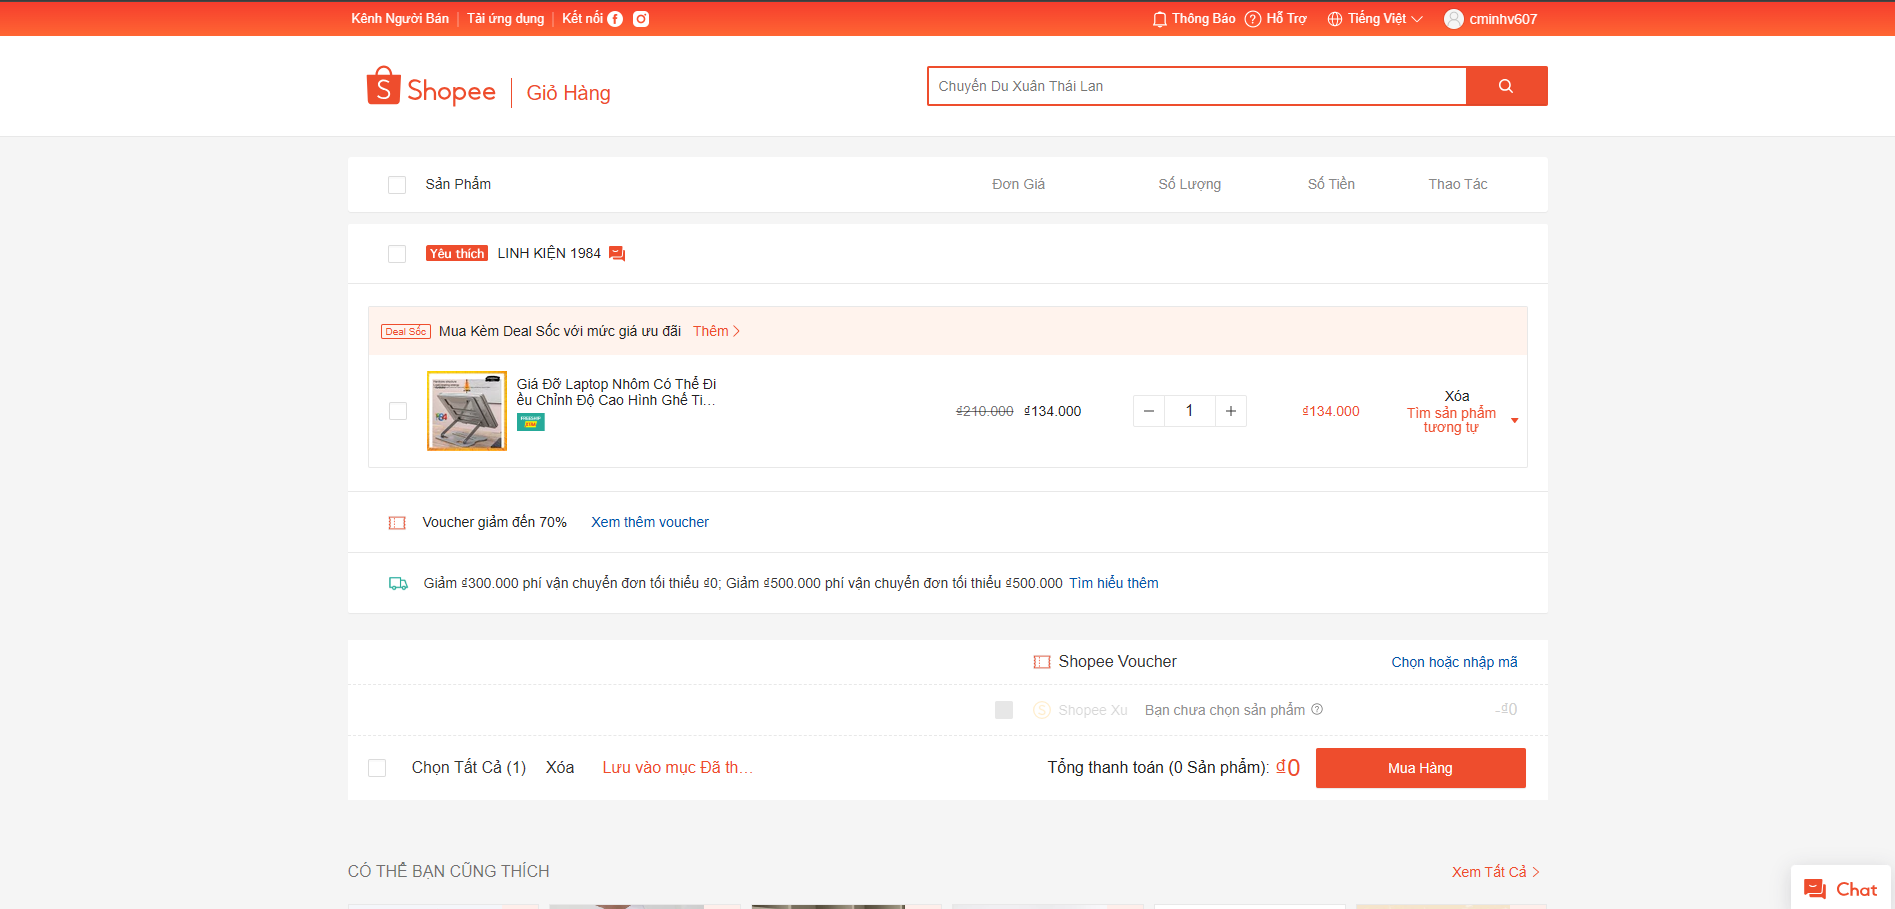 Kênh Người Bán
Tải ứng dụng
Kết nối
Thông Báo
Hỗ Trợ
Tiếng Việt
cminhv607
Shopee
Giỏ Hàng
Chuyến Du Xuân Thái Lan
Sản Phẩm
Đơn Giá
Số Lượng
Số Tiền
Thao Tác
Yêu thích
LINH KIỆN 1984
Deal Sốc
Mua Kèm Deal Sốc với mức giá ưu đãi
Thêm
Giá Đỡ Laptop Nhôm Có Thể Đi
ều Chỉnh Độ Cao Hình Ghế Ti...
₫210.000
₫134.000
1
₫134.000
Xóa
Tìm sản phẩm
tương tự
Voucher giảm đến 70%
Xem thêm voucher
Giảm ₫300.000 phí vận chuyển đơn tối thiểu ₫0; Giảm ₫500.000 phí vận chuyển đơn tối thiểu ₫500.000
Tìm hiểu thêm
Shopee Voucher
Chọn hoặc nhập mã
Shopee Xu
Bạn chưa chọn sản phẩm
-₫0
Chọn Tất Cả (1)
Xóa
Lưu vào mục Đã th...
Tổng thanh toán (0 Sản phẩm): ₫0
Mua Hàng
CÓ THỂ BẠN CŨNG THÍCH
Xem Tất Cả
Chat